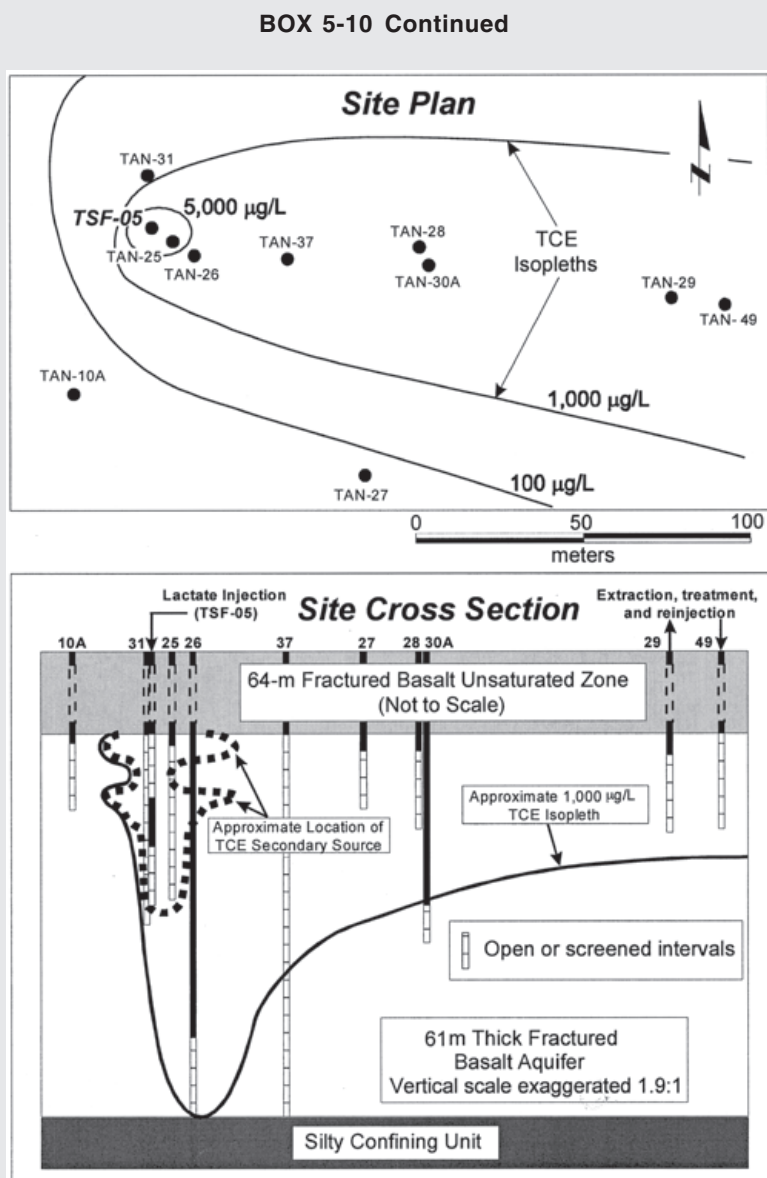 BOX 5-10 Continued
Site Plan
TAN-31
TSF-05
5,000 µg/L
TAN-25
TAN-26
TAN-37
TAN-28
TAN-30A
TCE
Isopleths
TAN-29
TAN- 49
TAN-10A
1,000 µg/L
TAN-27
100 µg/L
0 50 100
meters
Lactate Injection
(TSF-05)
Site Cross Section
Extraction, treatment,
and reinjection
10A 31 25 26 37 27 28 30A 29 49
64-m Fractured Basalt Unsaturated Zone
(Not to Scale)
Approximate 1,000 µg/L
TCE Isopleth
Approximate Location of
TCE Secondary Source
Open or screened intervals
61m Thick Fractured
Basalt Aquifer
Vertical scale exaggerated 1.9:1
Silty Confining Unit